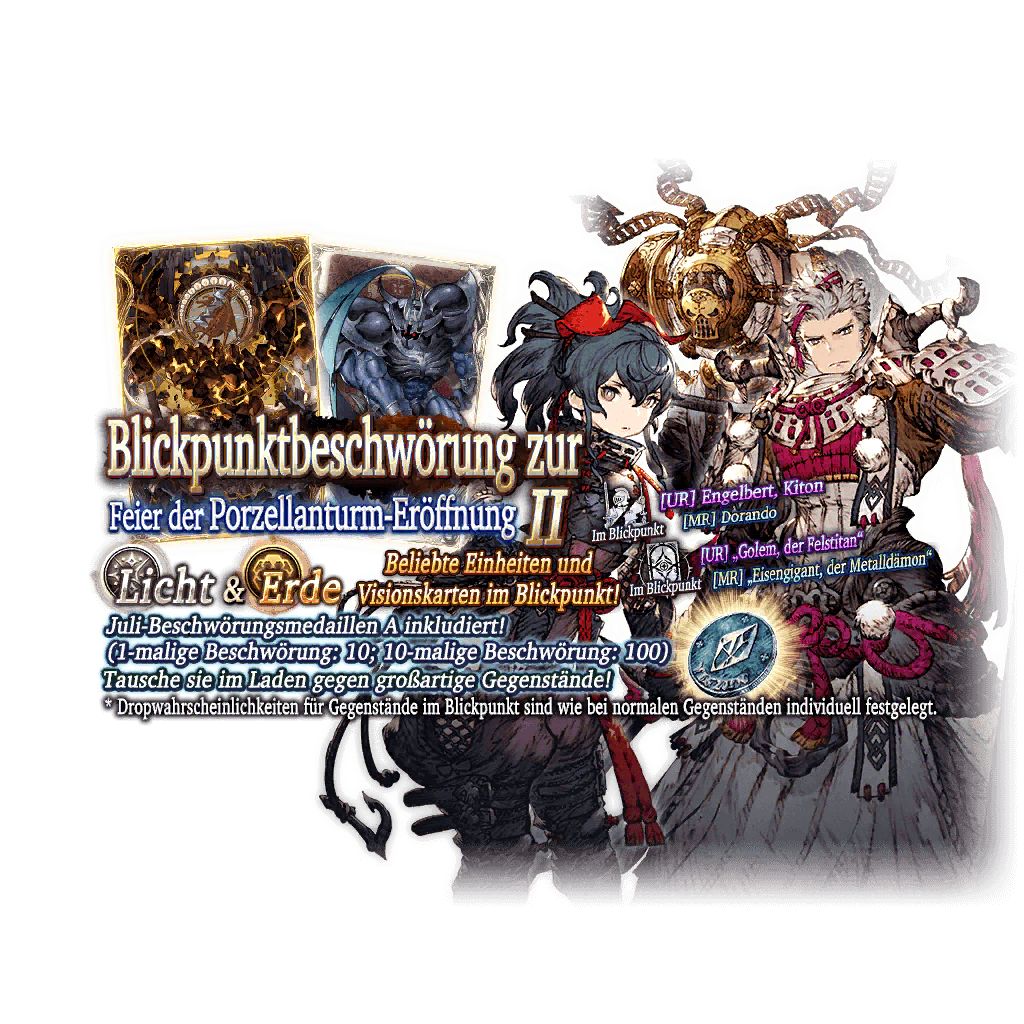 Blickpunktbeschwörung zur
Feier der Porzellanturm-Eröffnung II
Licht & Erde
Beliebte Einheiten und
Visionskarten im Blickpunkt!
Im Blickpunkt
[UR] Engelbert, Kiton
[MR] Dorando
Im Blickpunkt
[UR] „Golem, der Felstitan“
[MR] „Eisengigant, der Metalldämon“
Juli-Beschwörungsmedaillen A inkludiert!
(1-malige Beschwörung: 10; 10-malige Beschwörung: 100)
Tausche sie im Laden gegen großartige Gegenstände!
* Dropwahrscheinlichkeiten für Gegenstände im Blickpunkt sind wie bei normalen Gegenständen individuell festgelegt.